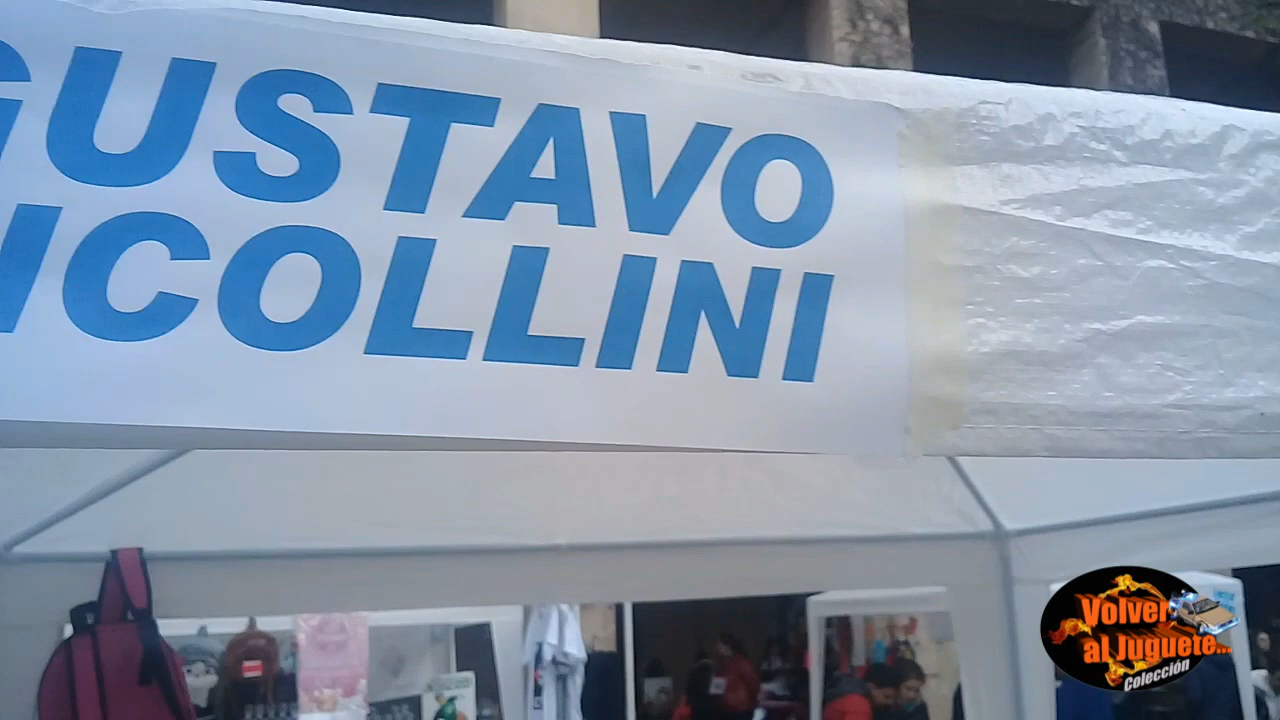 GUSTAVO
ICOLLINI
Volver
al Juguete...
Colección